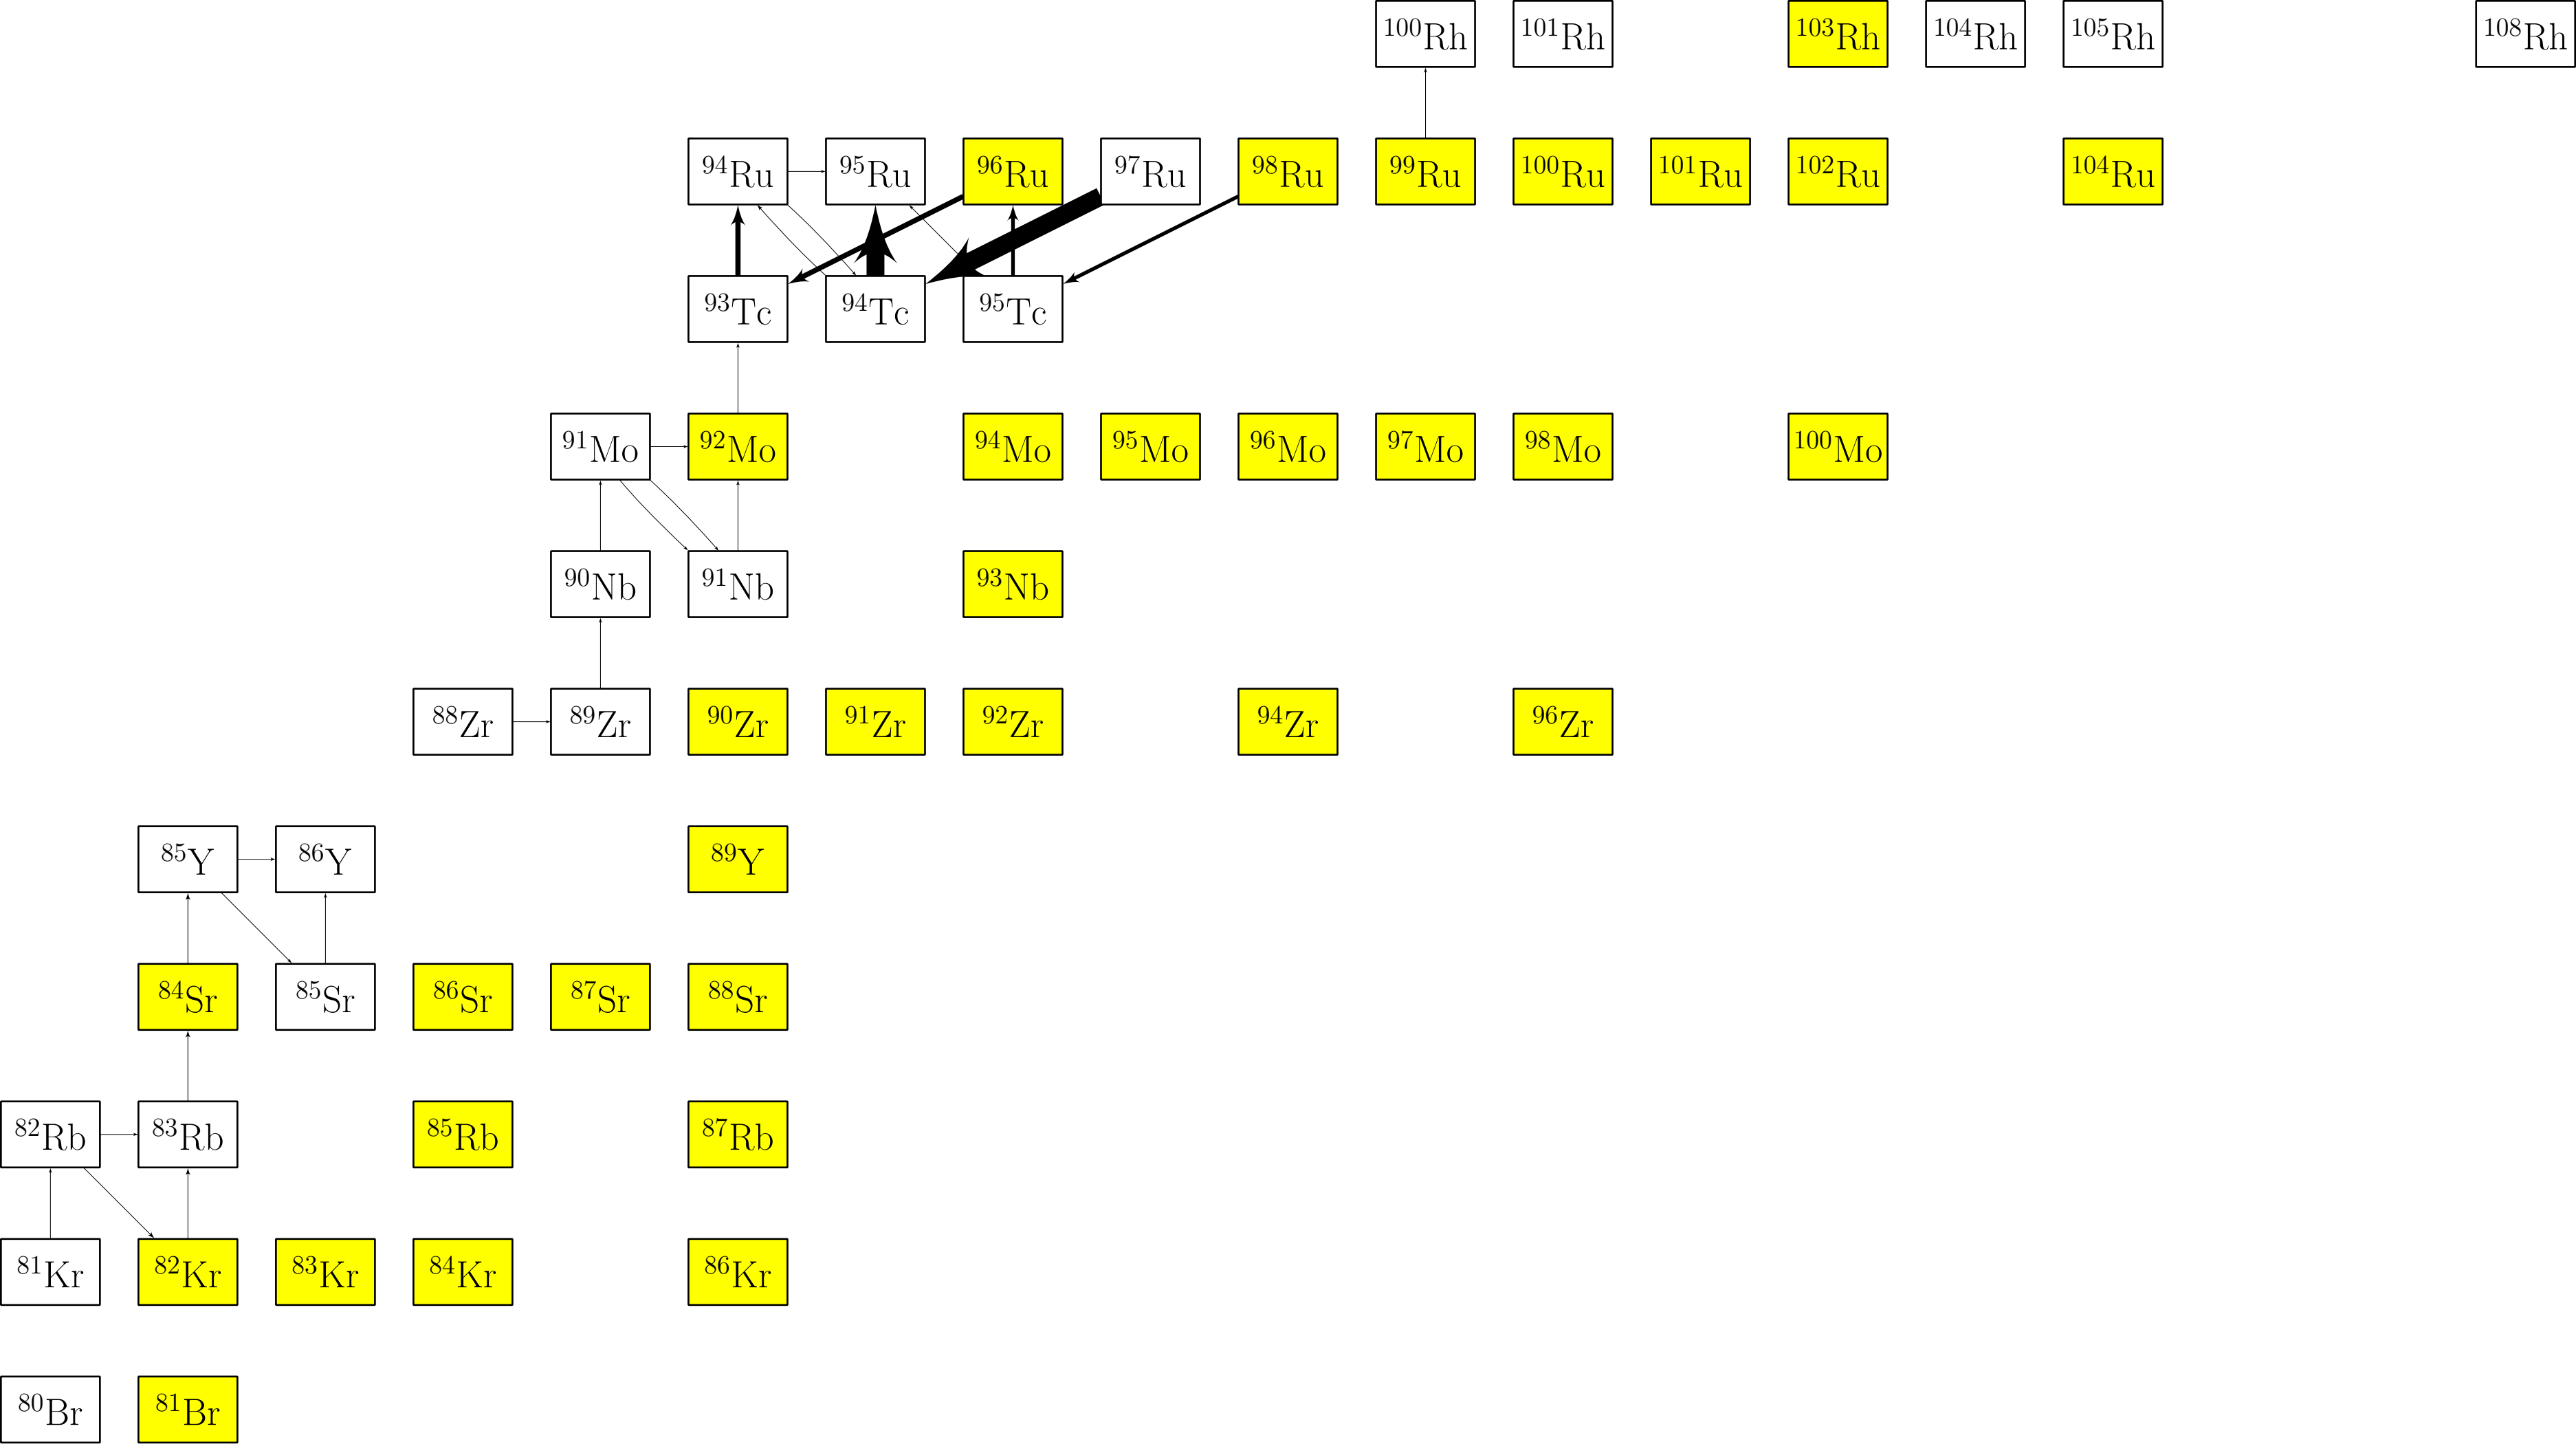 ¹⁰⁰Rh ¹⁰¹Rh ¹⁰³Rh ¹⁰⁴Rh ¹⁰⁵Rh ¹⁰⁸Rh
⁹⁴Ru ⁹⁵Ru ⁹⁶Ru ⁹⁷Ru ⁹⁸Ru ⁹⁹Ru ¹⁰⁰Ru ¹⁰¹Ru ¹⁰²Ru ¹⁰⁴Ru
⁹³Tc ⁹⁴Tc ⁹⁵Tc
⁹¹Mo ⁹²Mo ⁹⁴Mo ⁹⁵Mo ⁹⁶Mo ⁹⁷Mo ⁹⁸Mo ¹⁰⁰Mo
⁹⁰Nb ⁹¹Nb ⁹³Nb
⁸⁸Zr ⁸⁹Zr ⁹⁰Zr ⁹¹Zr ⁹²Zr ⁹⁴Zr ⁹⁶Zr
⁸⁵Y ⁸⁶Y ⁸⁹Y
⁸⁴Sr ⁸⁵Sr ⁸⁶Sr ⁸⁷Sr ⁸⁸Sr
⁸²Rb ⁸³Rb ⁸⁵Rb ⁸⁷Rb
⁸¹Kr ⁸²Kr ⁸³Kr ⁸⁴Kr ⁸⁶Kr
⁸⁰Br ⁸¹Br